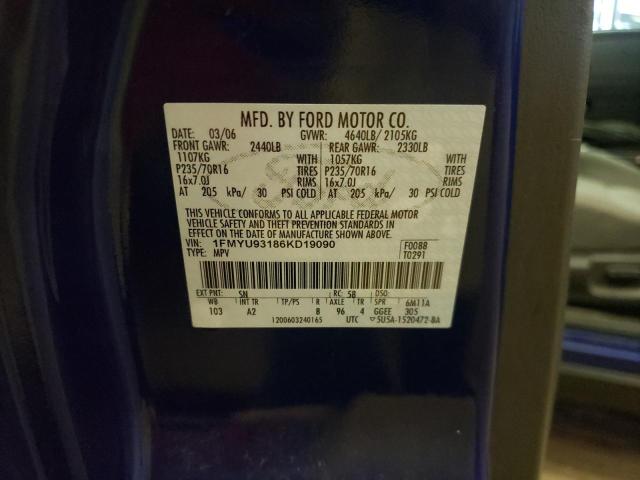 MFD. BY FORD MOTOR CO.
DATE: 03/06 GVWR: 4640LB/ 2105KG
FRONT GAWR: 2440LB REAR GAWR: 2330LB
1107KG WITH 1057KG WITH
P235/70R16 TIRES P235/70R16 TIRES
16x7.0J RIMS 16x7.0J RIMS
AT 205 kPa/ 30 PSI COLD AT 205 kPa/ 30 PSI COLD
THIS VEHICLE CONFORMS TO ALL APPLICABLE FEDERAL MOTOR
VEHICLE SAFETY AND THEFT PREVENTION STANDARDS IN
EFFECT ON THE DATE OF MANUFACTURE SHOWN ABOVE.
VIN: 1FMYU93186KD19090 F0088
TYPE: MPV T0291
EXT PNT: SN RC: 58 DSO:
WB INT TR TP/PS R AXLE TR SPR 6M11A
103 A2 B 96 4 GGEE 305
1200603240165 UTC ▽5U5A-1520472-BA